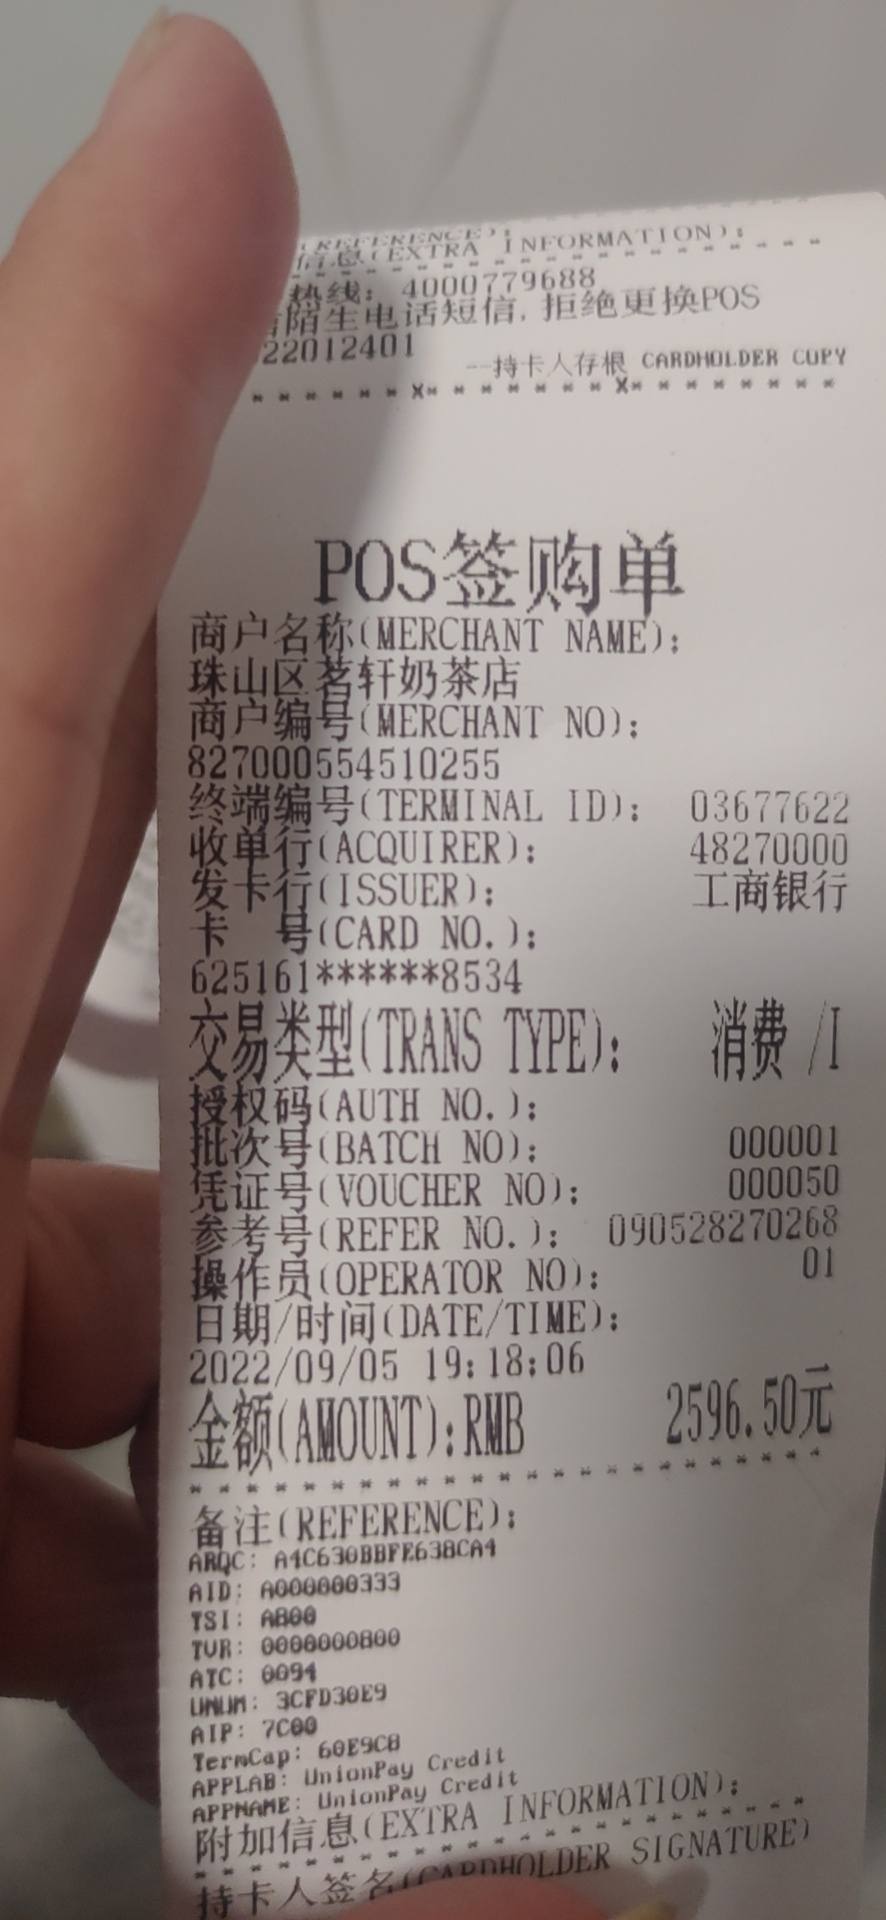 (REFERENCE):
信息(EXTRA INFORMATION):
热线: 4000779688
陌生电话短信,拒绝更换POS
22012401
--持卡人存根 CARDHOLDER COPY
POS签购单
商户名称(MERCHANT NAME):
珠山区茗轩奶茶店
商户编号(MERCHANT NO):
827000554510255
终端编号(TERMINAL ID): 03677622
收单行(ACQUIRER): 48270000
发卡行(ISSUER): 工商银行
卡 号(CARD NO.):
625161******8534
交易类型(TRANS TYPE): 消费 /I
授权码(AUTH NO.):
批次号(BATCH NO): 000001
凭证号(VOUCHER NO): 000050
参考号(REFER NO.): 090528270268
操作员(OPERATOR NO): 01
日期/时间(DATE/TIME):
2022/09/05 19:18:06
金额(AMOUNT):RMB 2596.50元
备注(REFERENCE):
ARQC: A4C630BBFE638CA4
AID: A000000333
TSI: A800
TVR: 0000000800
ATC: 0094
UNUM: 3CFD30E9
AIP: 7C00
TermCap: 60E9C8
APPLAB: UnionPay Credit
APPNAME: UnionPay Credit
附加信息(EXTRA INFORMATION):
持卡人签名(CARDHOLDER SIGNATURE)